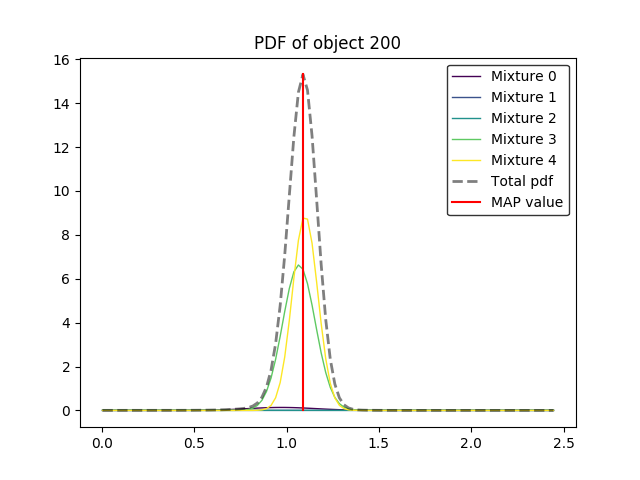 PDF of object 200
16
14
12
10
8
6
4
2
0
0.0 0.5 1.0 1.5 2.0 2.5
Mixture 0
Mixture 1
Mixture 2
Mixture 3
Mixture 4
Total pdf
MAP value